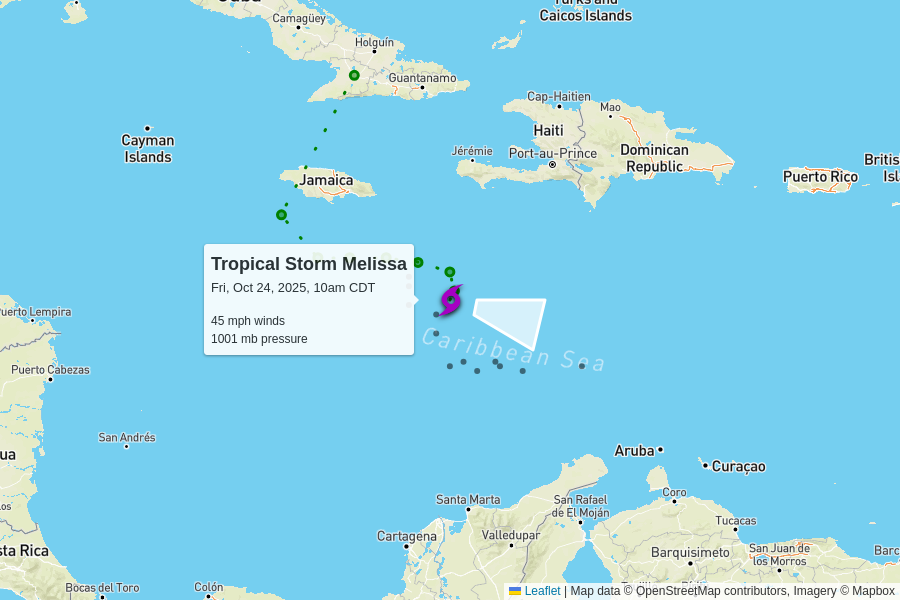 Camagüey
Turks and
Caicos Islands
Holguín
Guantanamo
Cap-Haitien
Mao
Cayman
Islands
Haiti
Jérémie
Port-au-Prince
Dominican
Republic
Jamaica
Puerto Rico
Britis
Isl
Tropical Storm Melissa
Fri, Oct 24, 2025, 10am CDT
45 mph winds
1001 mb pressure
Caribbean Sea
uerto Lempira
Puerto Cabezas
San Andrés
ua
Aruba
Curaçao
Santa Marta
San Rafael
de El Moján
Coro
Tucacas
los
Cartagena
Valledupar
sta Rica
Barquisimeto
San Juan de
los Morros
Barc
Bocas del Toro
Colón
Leaflet | Map data © OpenStreetMap contributors, Imagery © Mapbox